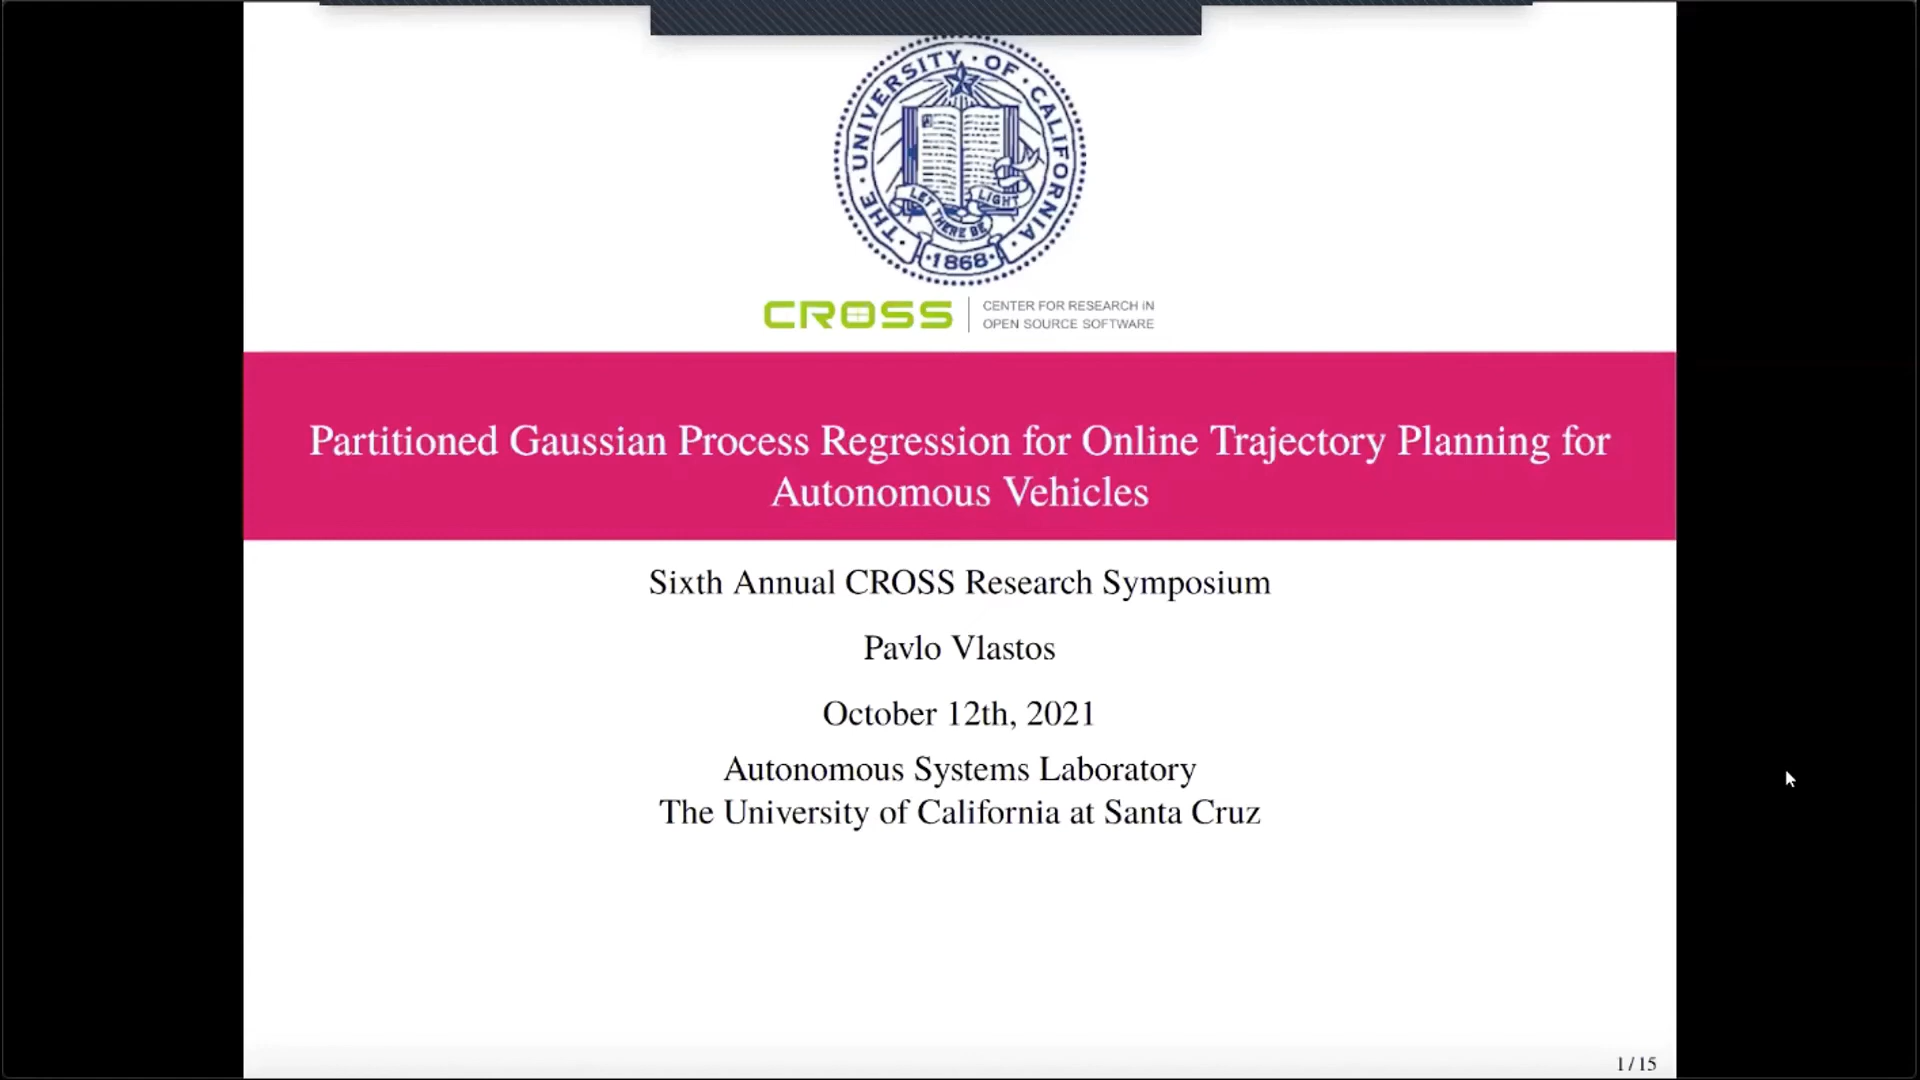 THE · UNIVERSITY · OF · CALIFORNIA
LET THERE BE LIGHT
· 1868 ·
CROSS
CENTER FOR RESEARCH IN
OPEN SOURCE SOFTWARE
Partitioned Gaussian Process Regression for Online Trajectory Planning for
Autonomous Vehicles
Sixth Annual CROSS Research Symposium
Pavlo Vlastos
October 12th, 2021
Autonomous Systems Laboratory
The University of California at Santa Cruz
1 / 15